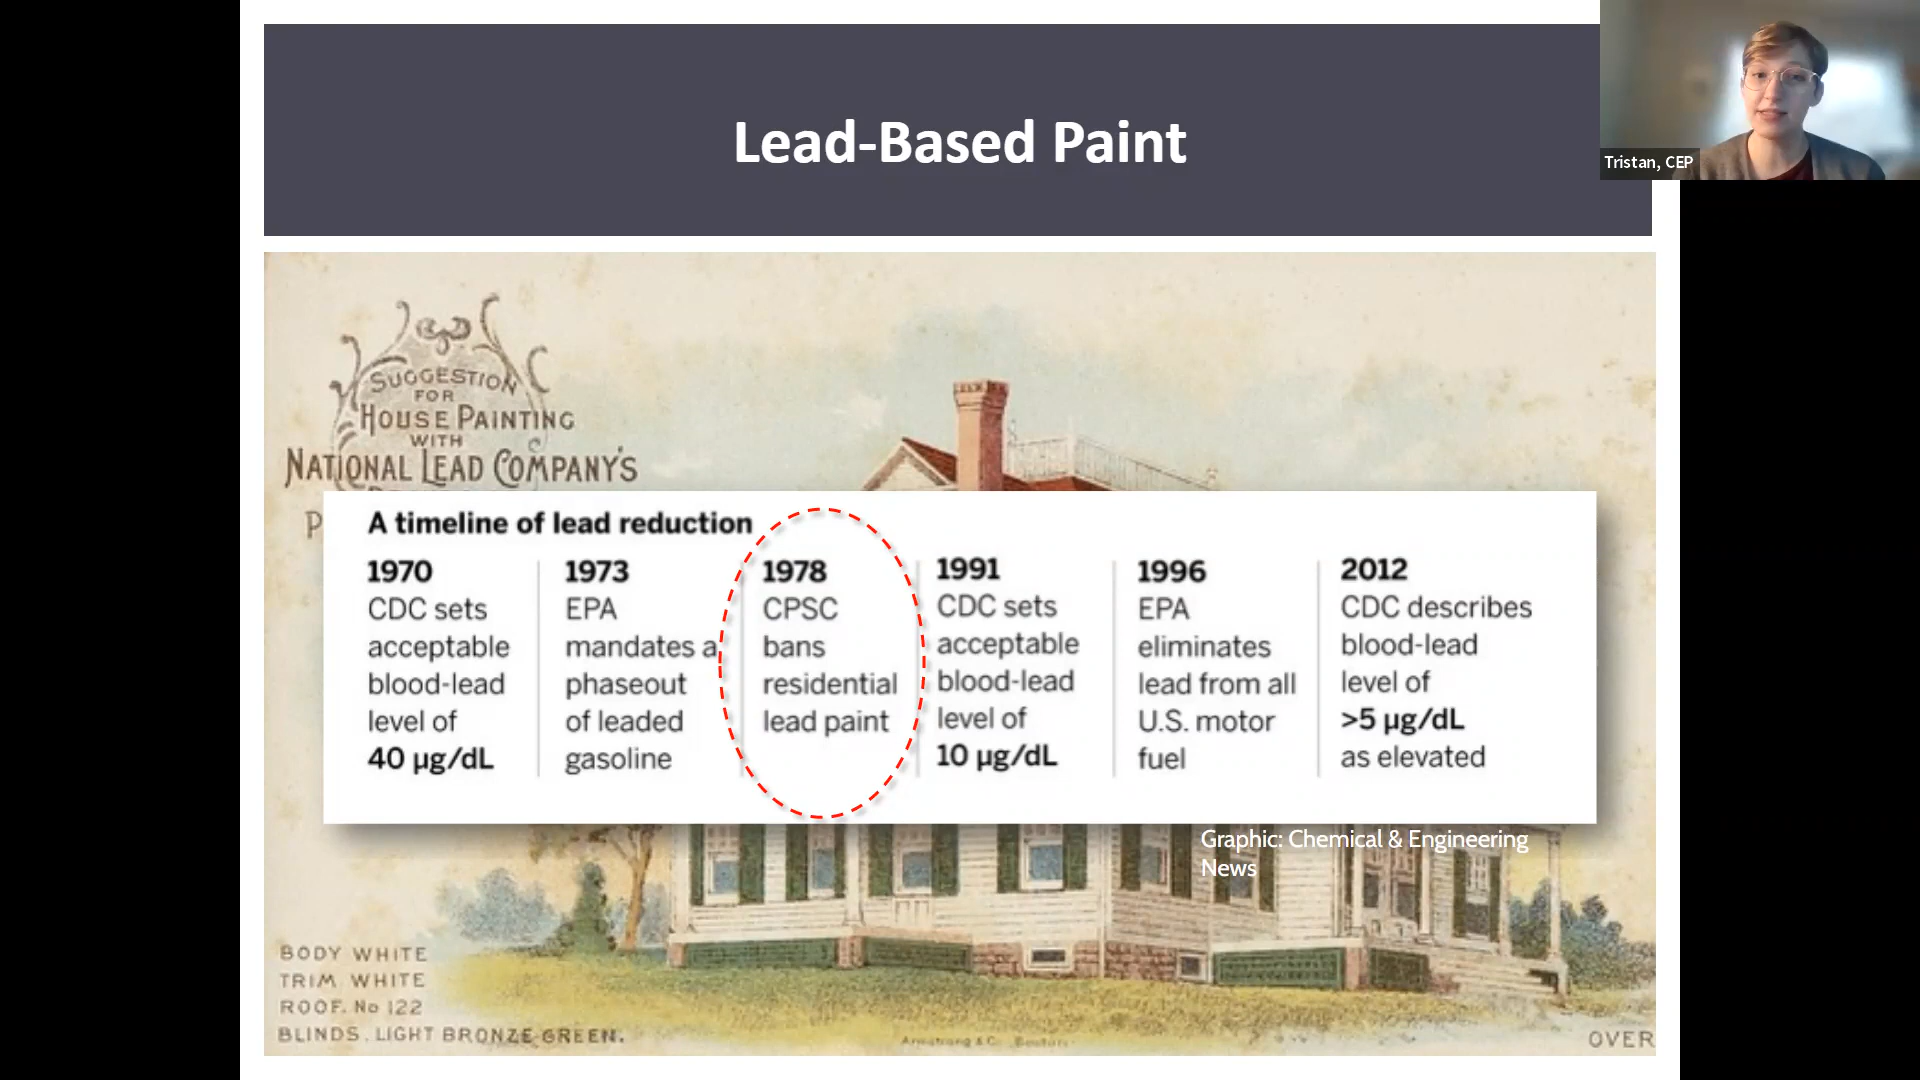 Lead-Based Paint
Tristan, CEP
SUGGESTION
FOR
HOUSE PAINTING
WITH
NATIONAL LEAD COMPANY'S
P
A timeline of lead reduction
1970
CDC sets
acceptable
blood-lead
level of
40 µg/dL
1973
EPA
mandates a
phaseout
of leaded
gasoline
1978
CPSC
bans
residential
lead paint
1991
CDC sets
acceptable
blood-lead
level of
10 µg/dL
1996
EPA
eliminates
lead from all
U.S. motor
fuel
2012
CDC describes
blood-lead
level of
>5 µg/dL
as elevated
Graphic: Chemical & Engineering
News
BODY WHITE
TRIM WHITE
ROOF. No 122
BLINDS. LIGHT BRONZE GREEN.
Armstrong & Co. Boston
OVER